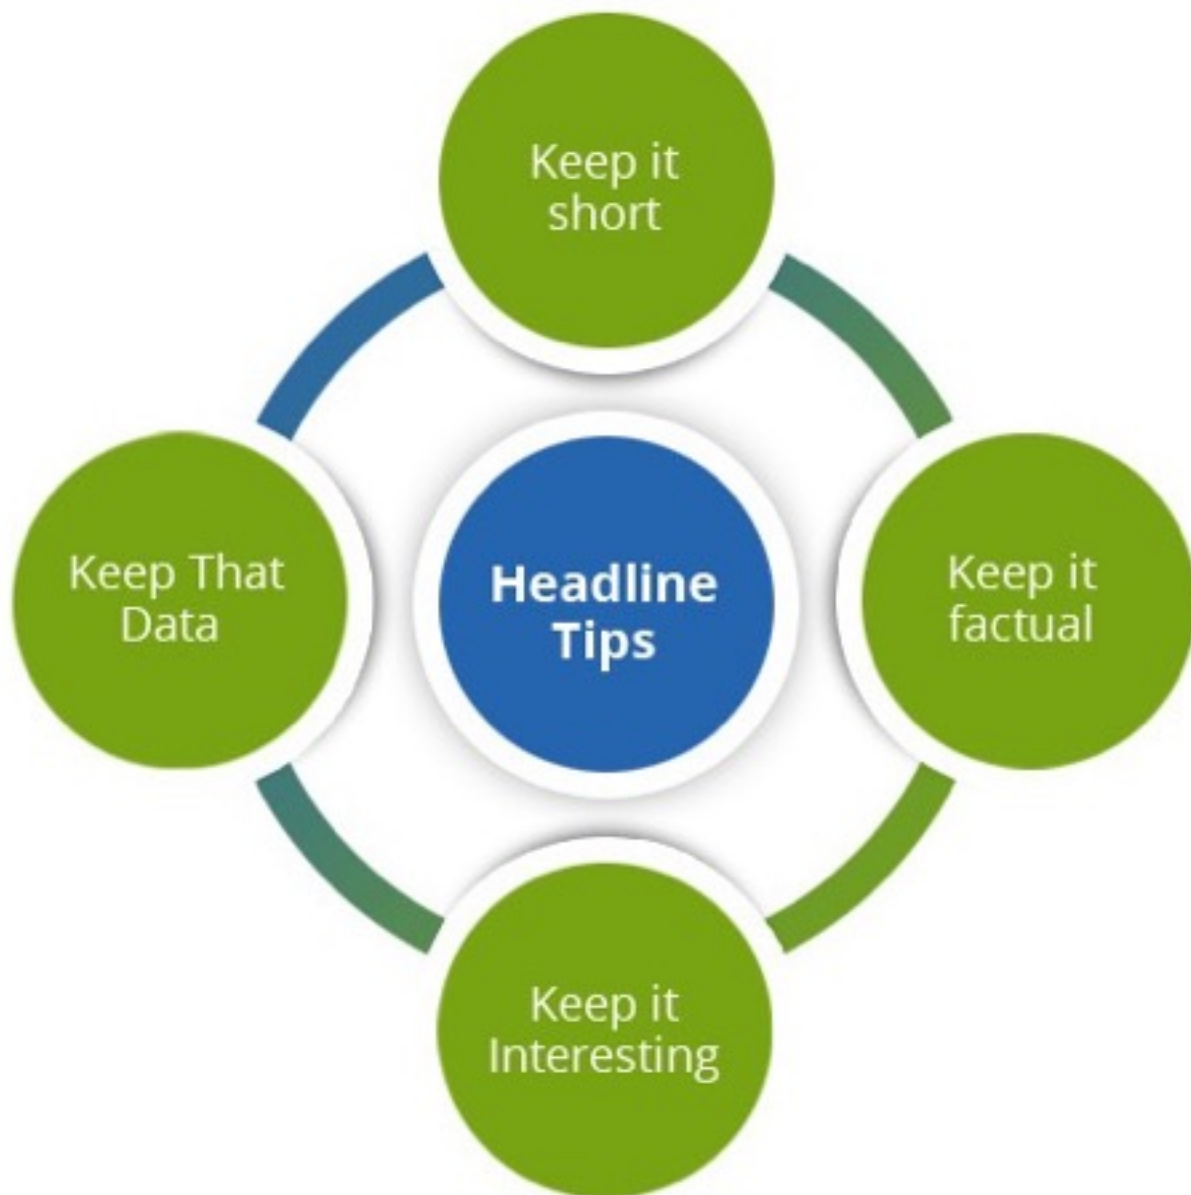 Keep it
short
Keep That
Data
Headline
Tips
Keep it
factual
Keep it
Interesting